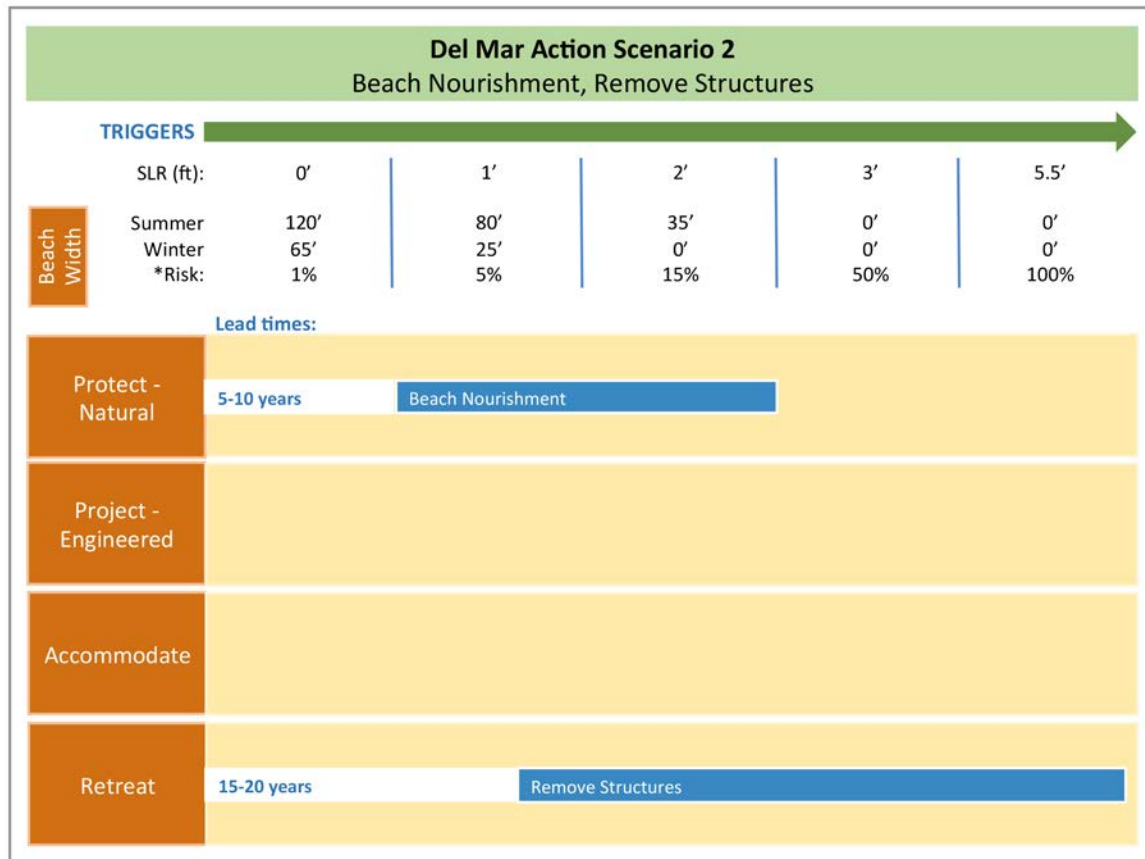 Del Mar Action Scenario 2
Beach Nourishment, Remove Structures
TRIGGERS
SLR (ft): 0′ 1′ 2′ 3′ 5.5′
Beach
Width
Summer 120′ 80′ 35′ 0′ 0′
Winter 65′ 25′ 0′ 0′ 0′
*Risk: 1% 5% 15% 50% 100%
Lead times:
Protect -
Natural
5-10 years Beach Nourishment
Project -
Engineered
Accommodate
Retreat
15-20 years Remove Structures